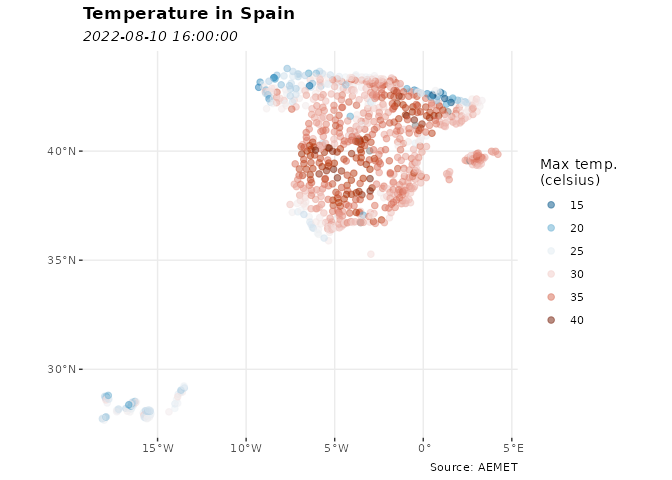 Temperature in Spain
2022-08-10 16:00:00
40°N
35°N
30°N
15°W
10°W
5°W
0°
5°E
Max temp.
(celsius)
15
20
25
30
35
40
Source: AEMET